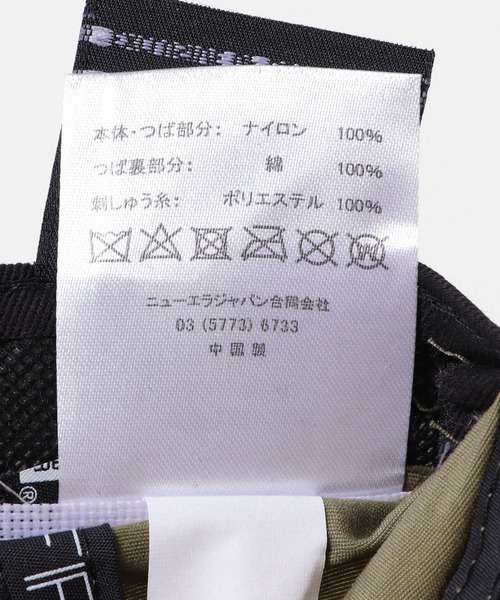 本体・つば部分: ナイロン 100%
つば裏部分: 綿 100%
刺しゅう糸: ポリエステル 100%
ニューエラジャパン合同会社
03 (5773) 6733
中国製
®